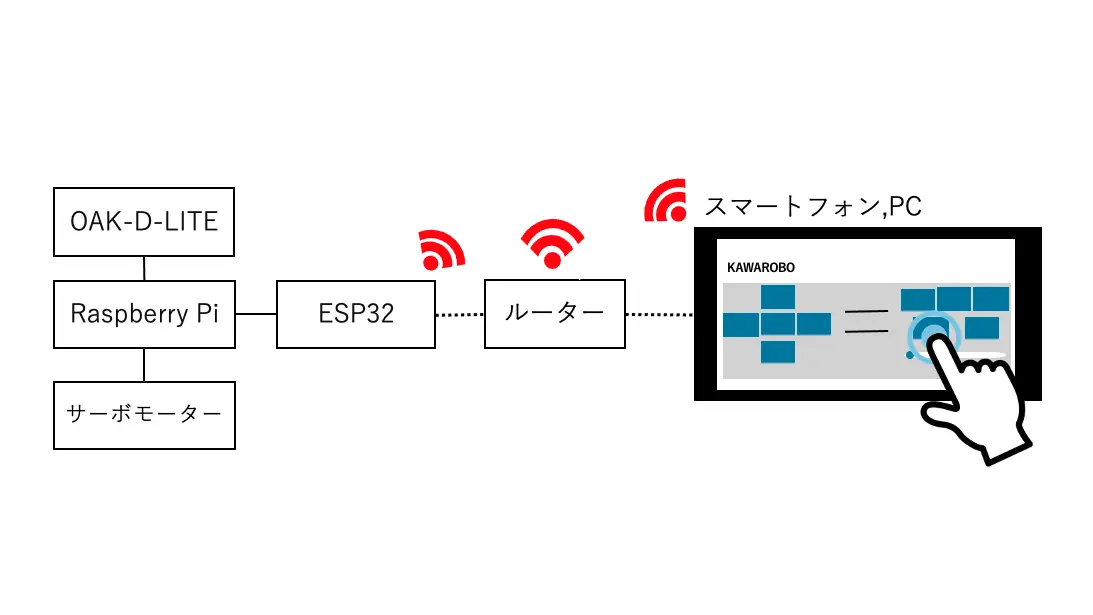 OAK-D-LITE
Raspberry Pi
サーボモーター
ESP32
ルーター
スマートフォン,PC
KAWAROBO